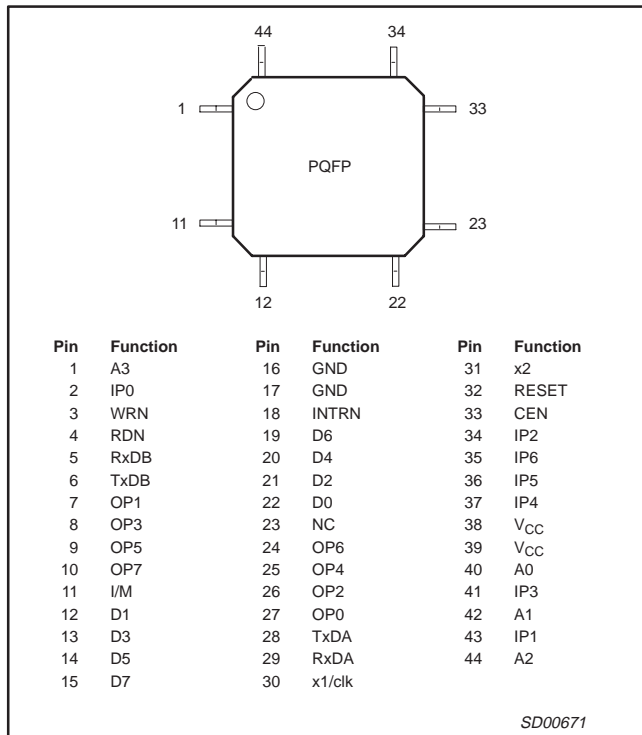 44 34
1 33
PQFP
11 23
12 22
Pin Function Pin Function Pin Function
1 A3 16 GND 31 x2
2 IP0 17 GND 32 RESET
3 WRN 18 INTRN 33 CEN
4 RDN 19 D6 34 IP2
5 RxDB 20 D4 35 IP6
6 TxDB 21 D2 36 IP5
7 OP1 22 D0 37 IP4
8 OP3 23 NC 38 VCC
9 OP5 24 OP6 39 VCC
10 OP7 25 OP4 40 A0
11 I/M 26 OP2 41 IP3
12 D1 27 OP0 42 A1
13 D3 28 TxDA 43 IP1
14 D5 29 RxDA 44 A2
15 D7 30 x1/clk
SD00671